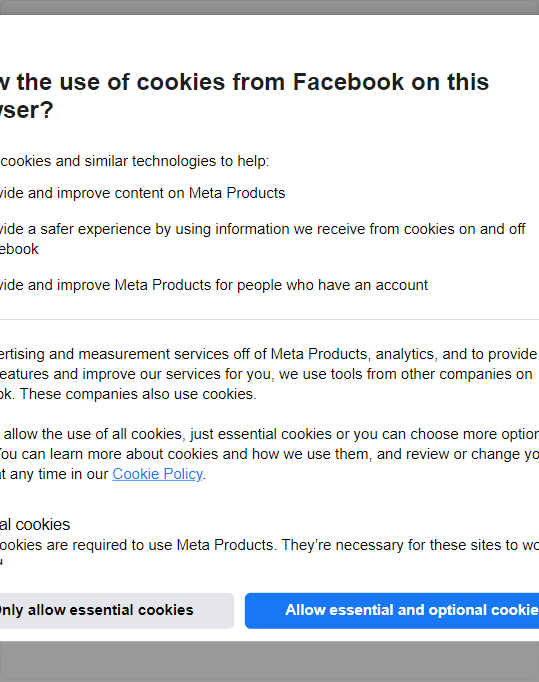 w the use of cookies from Facebook on this
ser?
cookies and similar technologies to help:
vide and improve content on Meta Products
vide a safer experience by using information we receive from cookies on and off
ebook
vide and improve Meta Products for people who have an account
ertising and measurement services off of Meta Products, analytics, and to provide
eatures and improve our services for you, we use tools from other companies on
ok. These companies also use cookies.
allow the use of all cookies, just essential cookies or you can choose more option
You can learn more about cookies and how we use them, and review or change yo
at any time in our Cookie Policy.
al cookies
ookies are required to use Meta Products. They’re necessary for these sites to wo
Only allow essential cookies
Allow essential and optional cookie